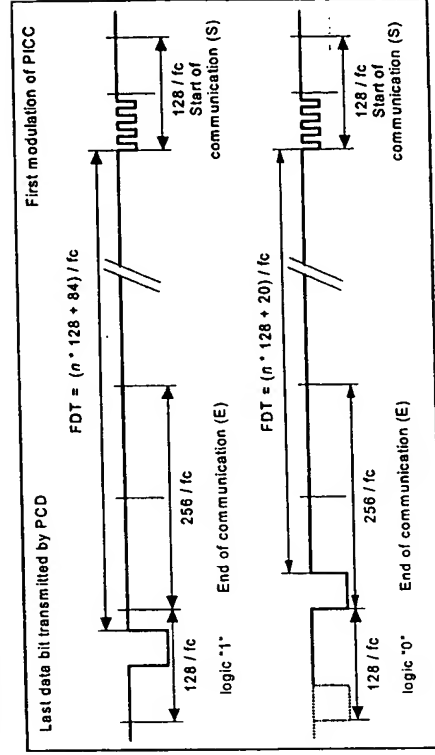 Last data bit transmitted by PCD
First modulation of PICC
FDT = (n * 128 + 84) / fc
128 / fc
256 / fc
128 / fc
logic "1"
End of communication (E)
Start of
communication (S)
FDT = (n * 128 + 20) / fc
128 / fc
256 / fc
128 / fc
logic "0"
End of communication (E)
Start of
communication (S)